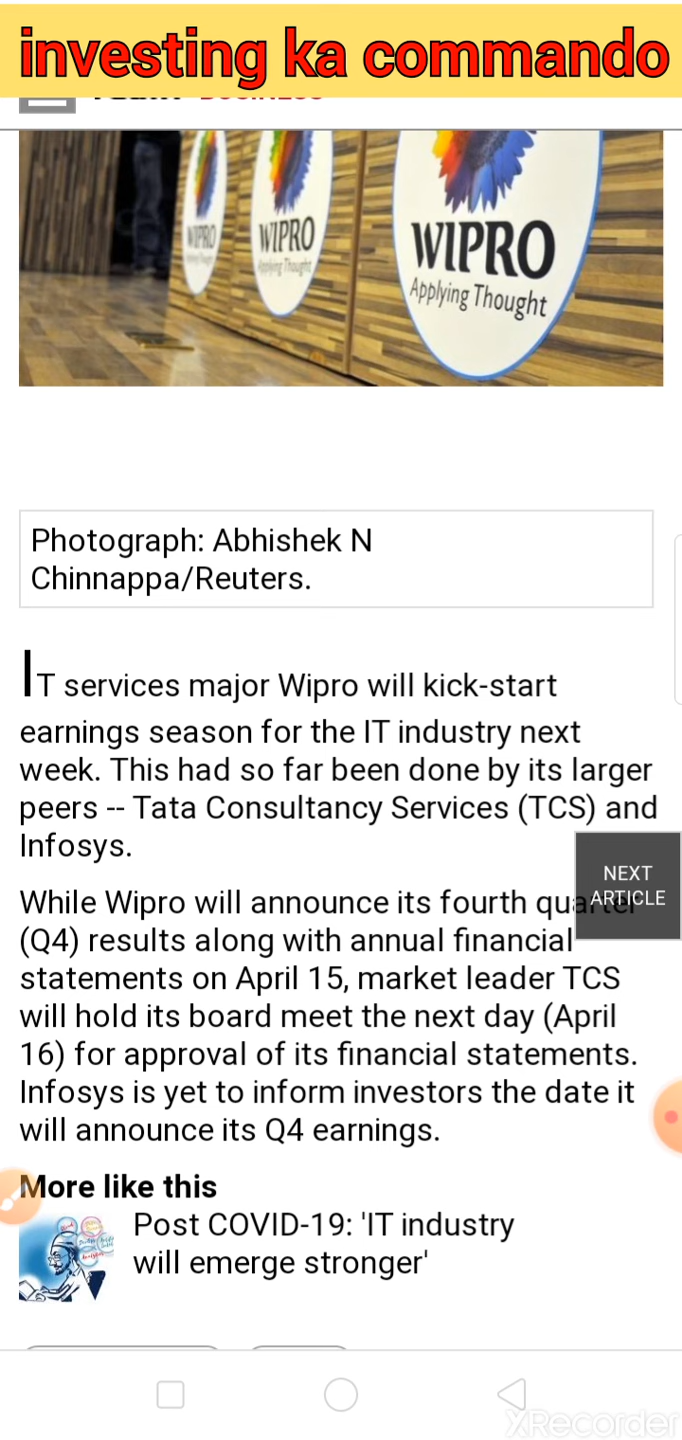 investing ka commando
WIPRO
WIPRO
Applying Thought
WIPRO
Applying Thought
Photograph: Abhishek N
Chinnappa/Reuters.
IT services major Wipro will kick-start
earnings season for the IT industry next
week. This had so far been done by its larger
peers -- Tata Consultancy Services (TCS) and
Infosys.
NEXT
ARTICLE
While Wipro will announce its fourth quarter
(Q4) results along with annual financial
statements on April 15, market leader TCS
will hold its board meet the next day (April
16) for approval of its financial statements.
Infosys is yet to inform investors the date it
will announce its Q4 earnings.
More like this
Post COVID-19: 'IT industry
will emerge stronger'
XRecorder